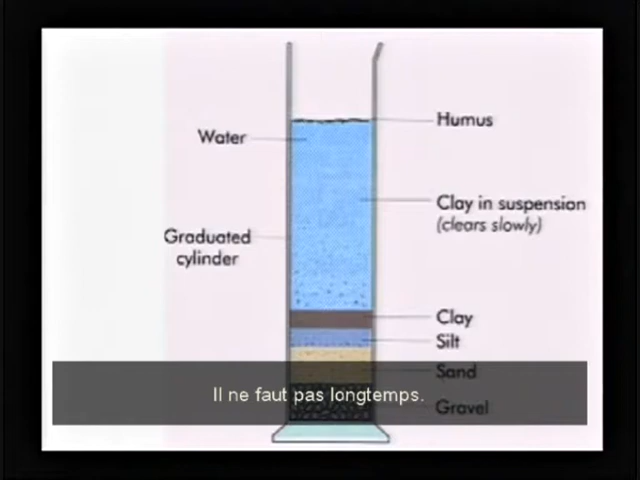 Humus
Water
Clay in suspension
(clears slowly)
Graduated
cylinder
Clay
Silt
Sand
Il ne faut pas longtemps.
Gravel